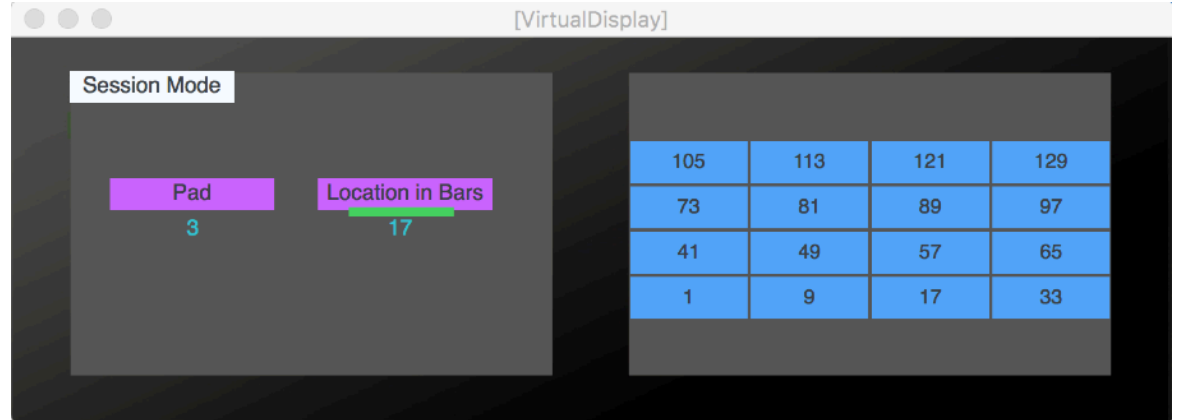 [VirtualDisplay]
Session Mode
Pad Location in Bars
3 17
105 113 121 129
73 81 89 97
41 49 57 65
1 9 17 33